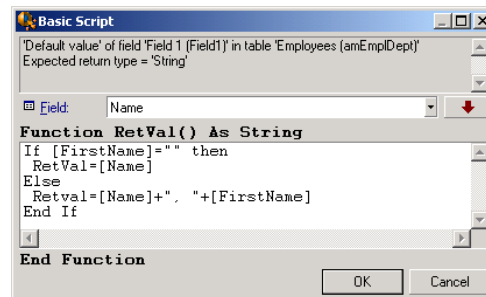 Basic Script
'Default value' of field 'Field 1 (Field1)' in table 'Employees (amEmplDept)'
Expected return type = 'String'
Field: Name
Function RetVal() As String
If [FirstName]="" then
RetVal=[Name]
Else
Retval=[Name]+", "+[FirstName]
End If
End Function
OK Cancel